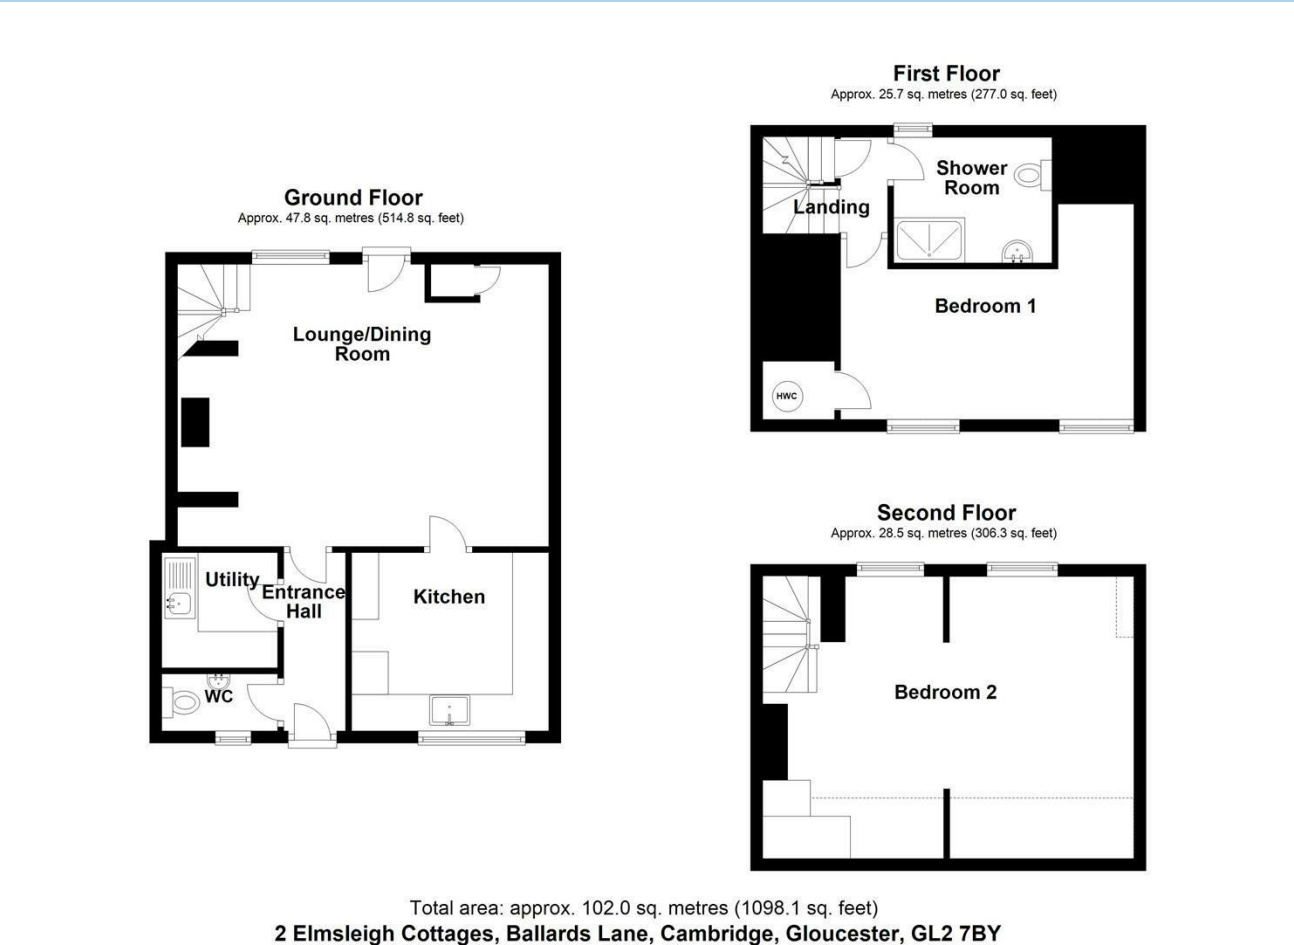 First Floor
Approx. 25.7 sq. metres (277.0 sq. feet)
Shower
Room
Landing
Bedroom 1
HWC
Ground Floor
Approx. 47.8 sq. metres (514.8 sq. feet)
Lounge/Dining
Room
Utility
Entrance
Hall
Kitchen
WC
Second Floor
Approx. 28.5 sq. metres (306.3 sq. feet)
Bedroom 2
Total area: approx. 102.0 sq. metres (1098.1 sq. feet)
2 Elmsleigh Cottages, Ballards Lane, Cambridge, Gloucester, GL2 7BY